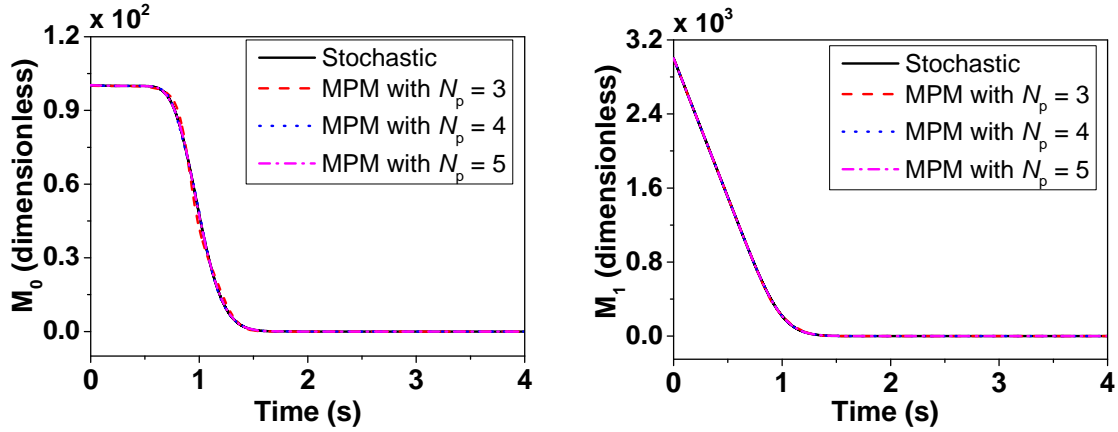 x 10²
1.2
0.9
0.6
0.3
0.0
M₀ (dimensionless)
Stochastic
MPM with Nₚ = 3
MPM with Nₚ = 4
MPM with Nₚ = 5
0 1 2 3 4
Time (s)
x 10³
3.2
2.4
1.6
0.8
0.0
M₁ (dimensionless)
Stochastic
MPM with Nₚ = 3
MPM with Nₚ = 4
MPM with Nₚ = 5
0 1 2 3 4
Time (s)